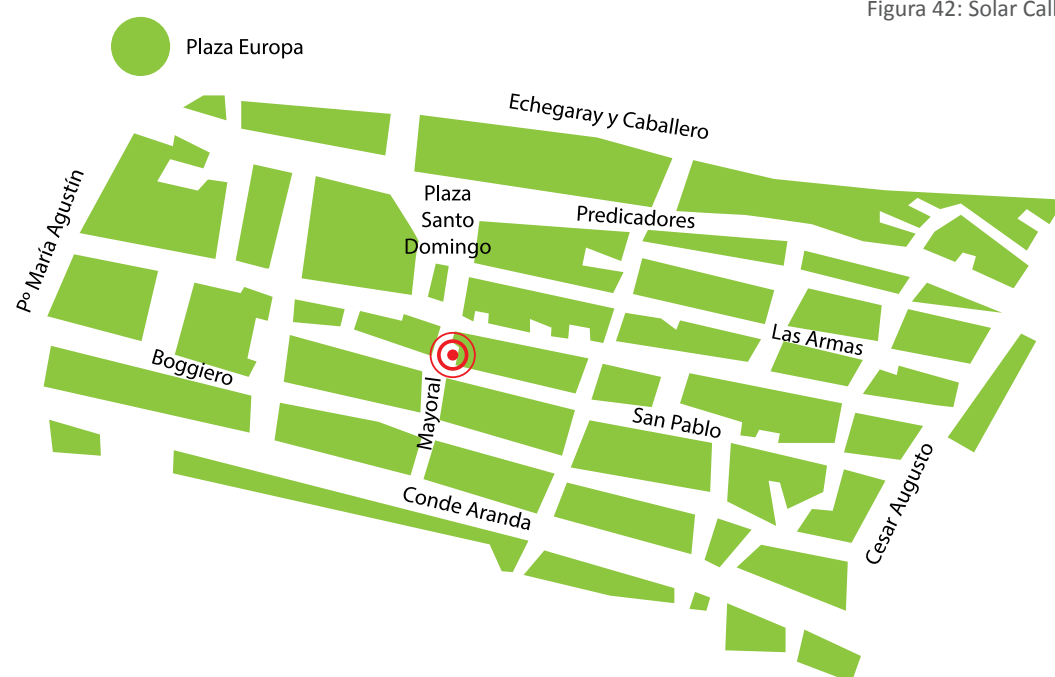 Figura 42: Solar Call
Plaza Europa
Echegaray y Caballero
Pº María Agustín
Plaza
Santo
Domingo
Predicadores
Las Armas
Boggiero
Mayoral
San Pablo
Conde Aranda
Cesar Augusto